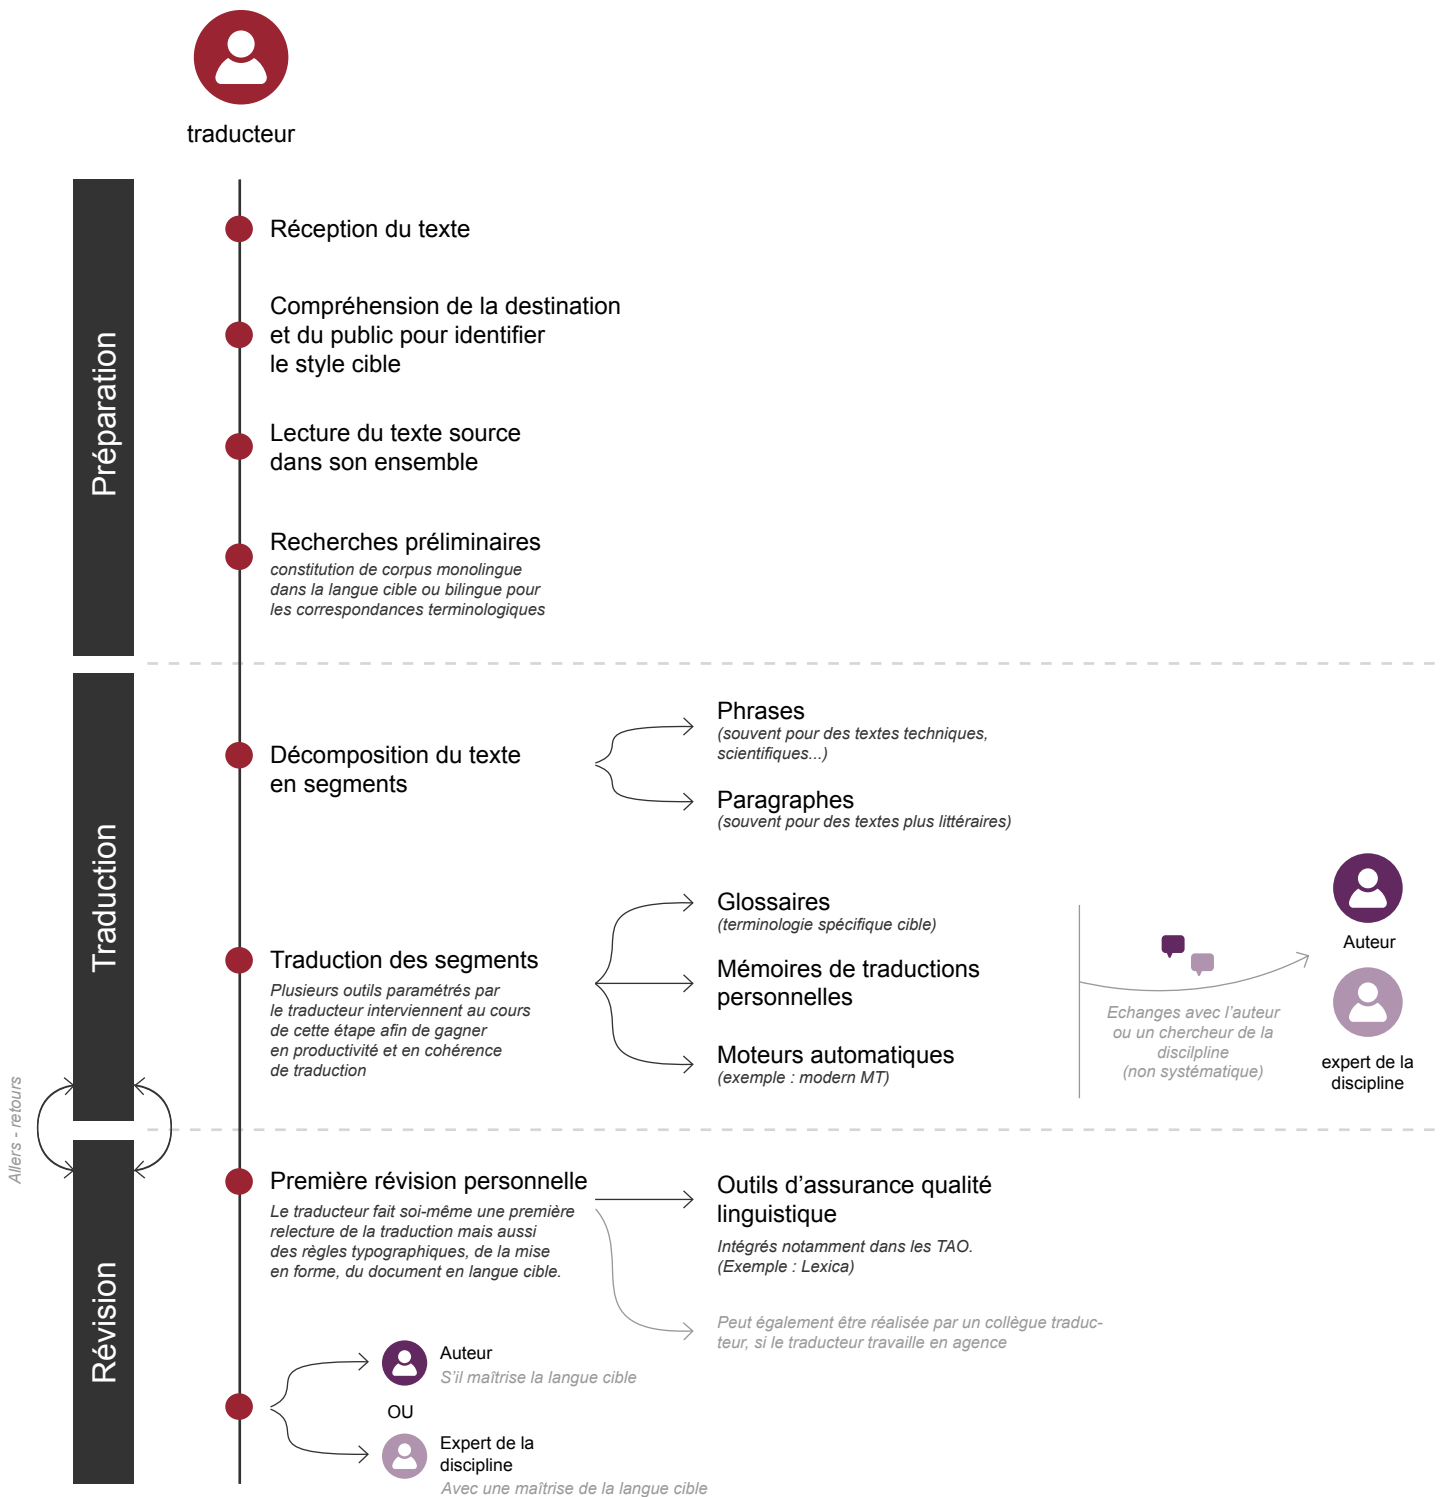 traducteur
Préparation
Réception du texte
Compréhension de la destination
et du public pour identifier
le style cible
Lecture du texte source
dans son ensemble
Recherches préliminaires
constitution de corpus monolingue
dans la langue cible ou bilingue pour
les correspondances terminologiques
Traduction
Décomposition du texte
en segments
Phrases
(souvent pour des textes techniques,
scientifiques...)
Paragraphes
(souvent pour des textes plus littéraires)
Traduction des segments
Plusieurs outils paramétrés par
le traducteur interviennent au cours
de cette étape afin de gagner
en productivité et en cohérence
de traduction
Glossaires
(terminologie spécifique cible)
Mémoires de traductions
personnelles
Moteurs automatiques
(exemple : modern MT)
Echanges avec l'auteur
ou un chercheur de la
discilpline
(non systématique)
Auteur
expert de la
discipline
Allers - retours
Révision
Première révision personnelle
Le traducteur fait soi-même une première
relecture de la traduction mais aussi
des règles typographiques, de la mise
en forme, du document en langue cible.
Outils d'assurance qualité
linguistique
Intégrés notamment dans les TAO.
(Exemple : Lexica)
Peut également être réalisée par un collègue traduc-
teur, si le traducteur travaille en agence
Auteur
S'il maîtrise la langue cible
OU
Expert de la
discipline
Avec une maîtrise de la langue cible